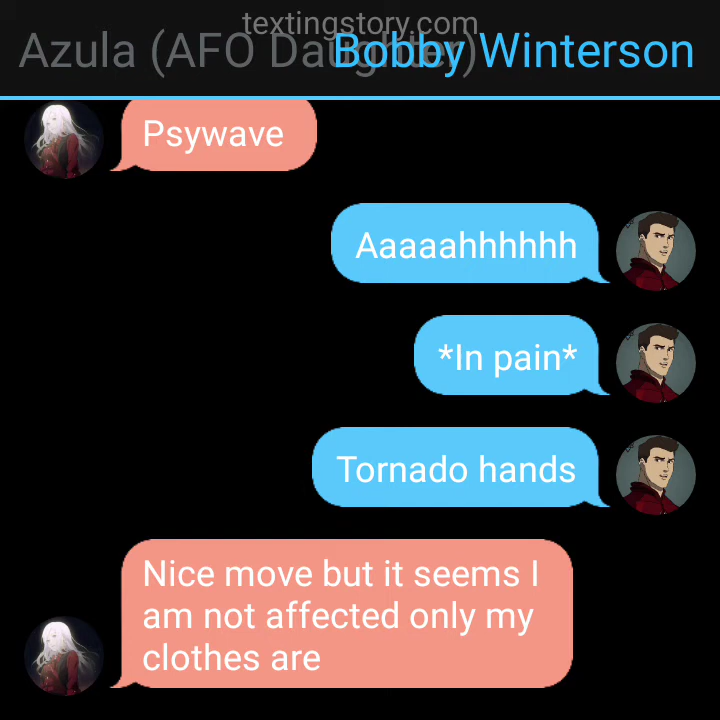 textingstory.com
Azula (AFO Daughter)
Bobby Winterson
Psywave
Aaaaahhhhhh
*In pain*
Tornado hands
Nice move but it seems I
am not affected only my
clothes are